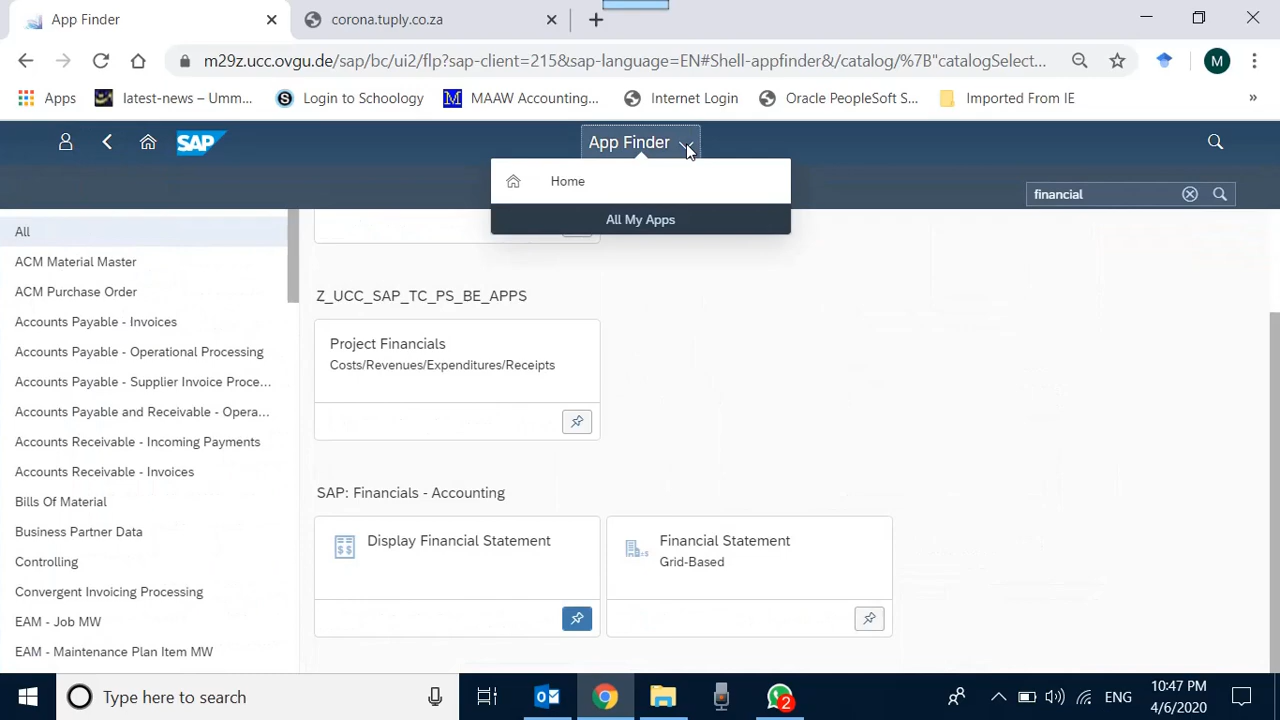 App Finder
corona.tuply.co.za
m29z.ucc.ovgu.de/sap/bc/ui2/flp?sap-client=215&sap-language=EN#Shell-appfinder&/catalog/%7B"catalogSelect...
M
Apps
latest-news – Umm...
Login to Schoology
MAAW Accounting...
Internet Login
Oracle PeopleSoft S...
Imported From IE
SAP
App Finder
Home
All My Apps
financial
All
ACM Material Master
ACM Purchase Order
Accounts Payable - Invoices
Accounts Payable - Operational Processing
Accounts Payable - Supplier Invoice Proce...
Accounts Payable and Receivable - Opera...
Accounts Receivable - Incoming Payments
Accounts Receivable - Invoices
Bills Of Material
Business Partner Data
Controlling
Convergent Invoicing Processing
EAM - Job MW
EAM - Maintenance Plan Item MW
Z_UCC_SAP_TC_PS_BE_APPS
Project Financials
Costs/Revenues/Expenditures/Receipts
SAP: Financials - Accounting
Display Financial Statement
Financial Statement
Grid-Based
Type here to search
2
ENG
10:47 PM
4/6/2020